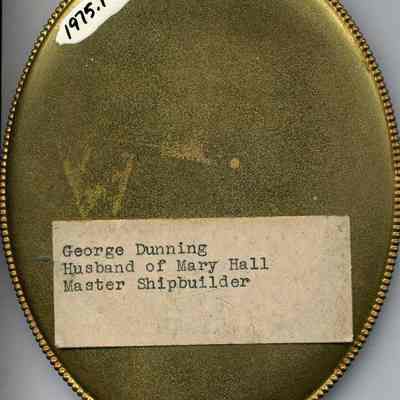 1975.1
George Dunning
Husband of Mary Hall
Master Shipbuilder